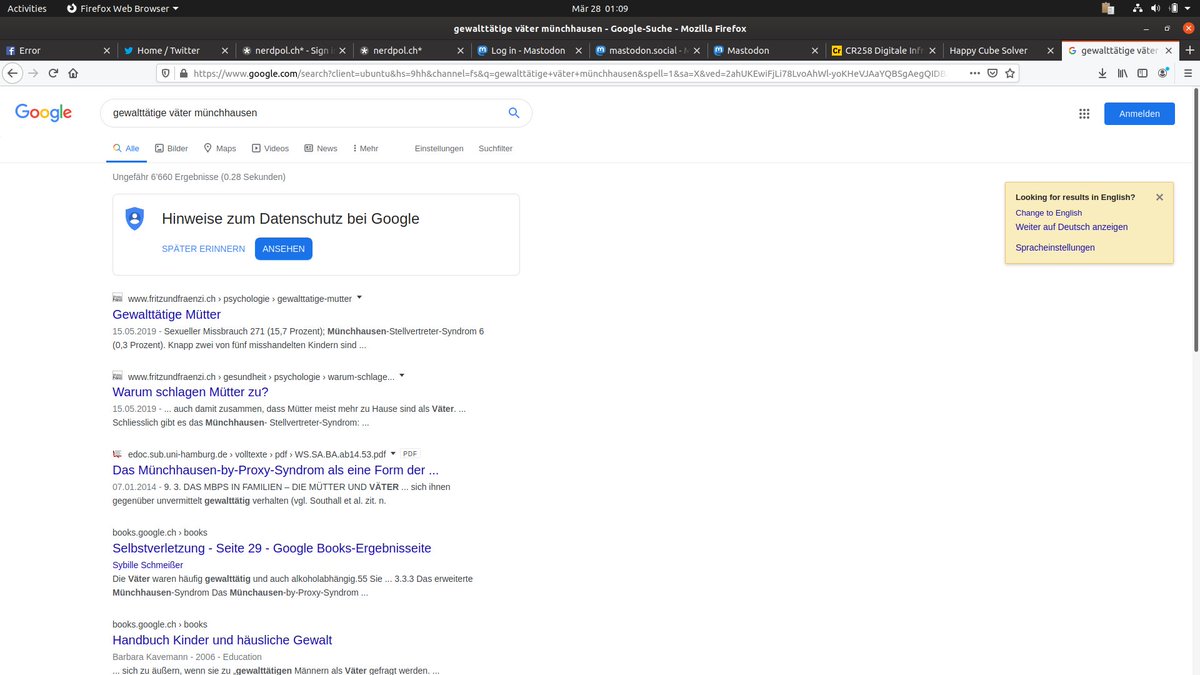 Activities Firefox Web Browser Mär 28 01:09
gewalttätige väter münchhausen - Google-Suche - Mozilla Firefox
Error Home / Twitter nerdpol.ch* - Sign nerdpol.ch* Log in - Mastodon mastodon.social - Mastodon CR258 Digitale Infr Happy Cube Solver gewalttätige väter
https://www.google.com/search?client=ubuntu&hs=9hh&channel=fs&q=gewalttätige+väter+münchhausen&spell=1&sa=X&ved=
Google
gewalttätige väter münchhausen
Anmelden
Alle Bilder Maps Videos News Mehr Einstellungen Suchfilter
Ungefähr 6'660 Ergebnisse (0.28 Sekunden)
Hinweise zum Datenschutz bei Google
SPÄTER ERINNERN ANSEHEN
Looking for results in English?
Change to English
Weiter auf Deutsch anzeigen
Spracheinstellungen
www.fritzundfraenzi.ch › psychologie › gewalttatige-mutter
Gewalttätige Mütter
15.05.2019 - Sexueller Missbrauch 271 (15,7 Prozent); Münchhausen-Stellvertreter-Syndrom 6
(0,3 Prozent). Knapp zwei von fünf misshandelten Kindern sind ...
www.fritzundfraenzi.ch › gesundheit › psychologie › warum-schlage...
Warum schlagen Mütter zu?
15.05.2019 - ... auch damit zusammen, dass Mütter meist mehr zu Hause sind als Väter. ...
Schliesslich gibt es das Münchhausen- Stellvertreter-Syndrom: ...
edoc.sub.uni-hamburg.de › volltexte › pdf › WS.SA.BA.ab14.53.pdf PDF
Das Münchhausen-by-Proxy-Syndrom als eine Form der ...
07.01.2014 - 9. 3. DAS MBPS IN FAMILIEN – DIE MÜTTER UND VÄTER ... sich ihnen
gegenüber unvermittelt gewalttätig verhalten (vgl. Southall et al. zit. n.
books.google.ch › books
Selbstverletzung - Seite 29 - Google Books-Ergebnisseite
Sybille Schmeißer
Die Väter waren häufig gewalttätig und auch alkoholabhängig.55 Sie ... 3.3.3 Das erweiterte
Münchhausen-Syndrom Das Münchausen-by-Proxy-Syndrom ...
books.google.ch › books
Handbuch Kinder und häusliche Gewalt
Barbara Kavemann - 2006 - Education
... sich zu äußern, wenn sie zu „gewalttätigen Männern als Väter gefragt werden. ...